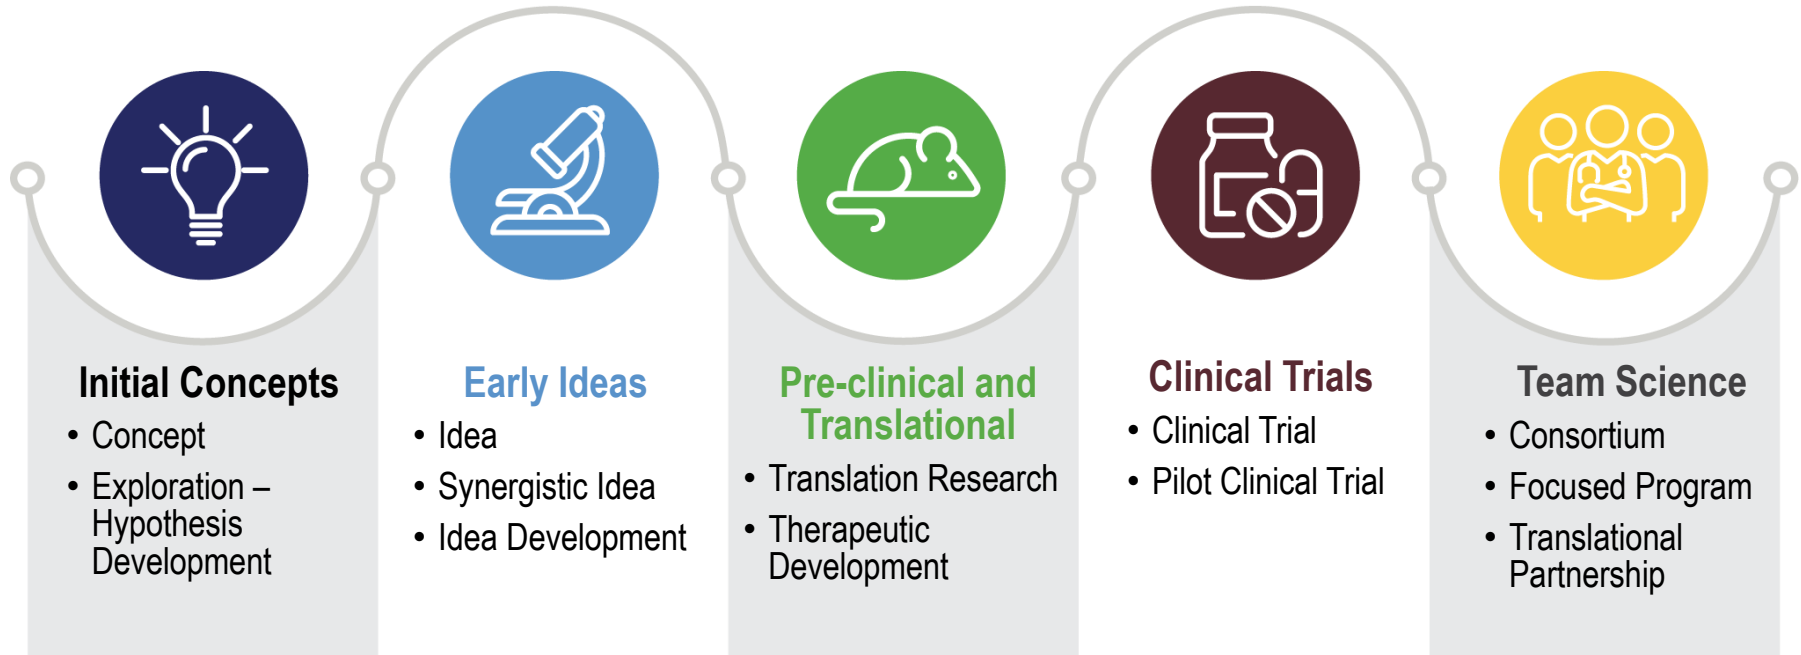 Initial Concepts
• Concept
• Exploration –
Hypothesis
Development
Early Ideas
• Idea
• Synergistic Idea
• Idea Development
Pre-clinical and
Translational
• Translation Research
• Therapeutic
Development
Clinical Trials
• Clinical Trial
• Pilot Clinical Trial
Team Science
• Consortium
• Focused Program
• Translational
Partnership